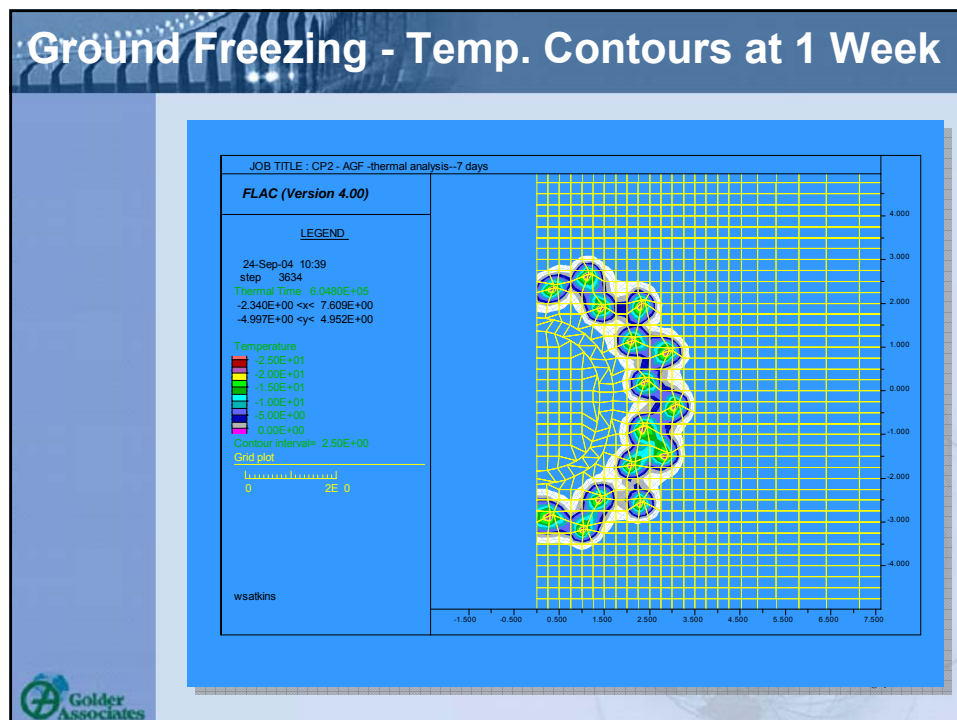 Ground Freezing - Temp. Contours at 1 Week
JOB TITLE : CP2 - AGF -thermal analysis--7 days
FLAC (Version 4.00)
LEGEND
24-Sep-04 10:39
step 3634
Thermal Time 6.0480E+05
-2.340E+00 <x< 7.609E+00
-4.997E+00 <y< 4.952E+00
Temperature
-2.50E+01
-2.00E+01
-1.50E+01
-1.00E+01
-5.00E+00
0.00E+00
Contour interval= 2.50E+00
Grid plot
0 2E 0
wsatkins
4.000
3.000
2.000
1.000
0.000
-1.000
-2.000
-3.000
-4.000
-1.500 -0.500 0.500 1.500 2.500 3.500 4.500 5.500 6.500 7.500
Golder
Associates